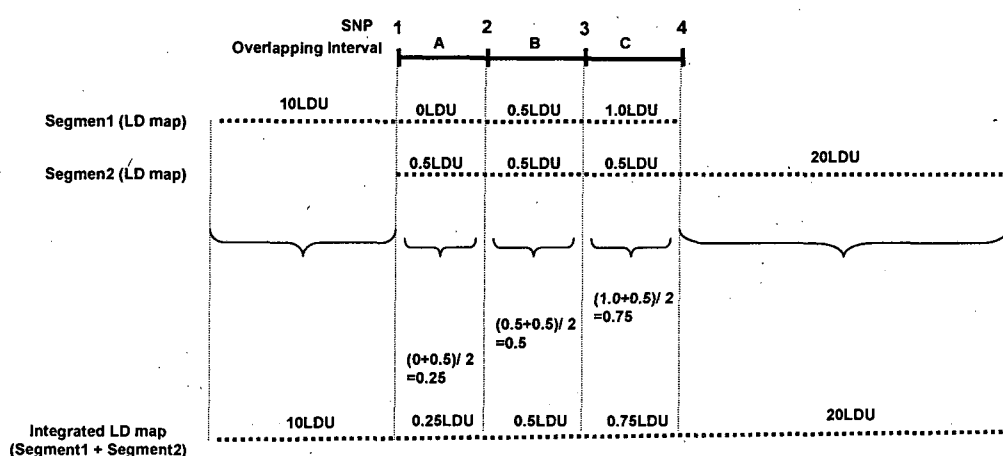 SNP 1 2 3 4
Overlapping Interval A B C
10LDU 0LDU 0.5LDU 1.0LDU
Segmen1 (LD map)
0.5LDU 0.5LDU 0.5LDU 20LDU
Segmen2 (LD map)
(1.0+0.5)/ 2
=0.75
(0.5+0.5)/ 2
=0.5
(0+0.5)/ 2
=0.25
10LDU 0.25LDU 0.5LDU 0.75LDU 20LDU
Integrated LD map
(Segment1 + Segment2)